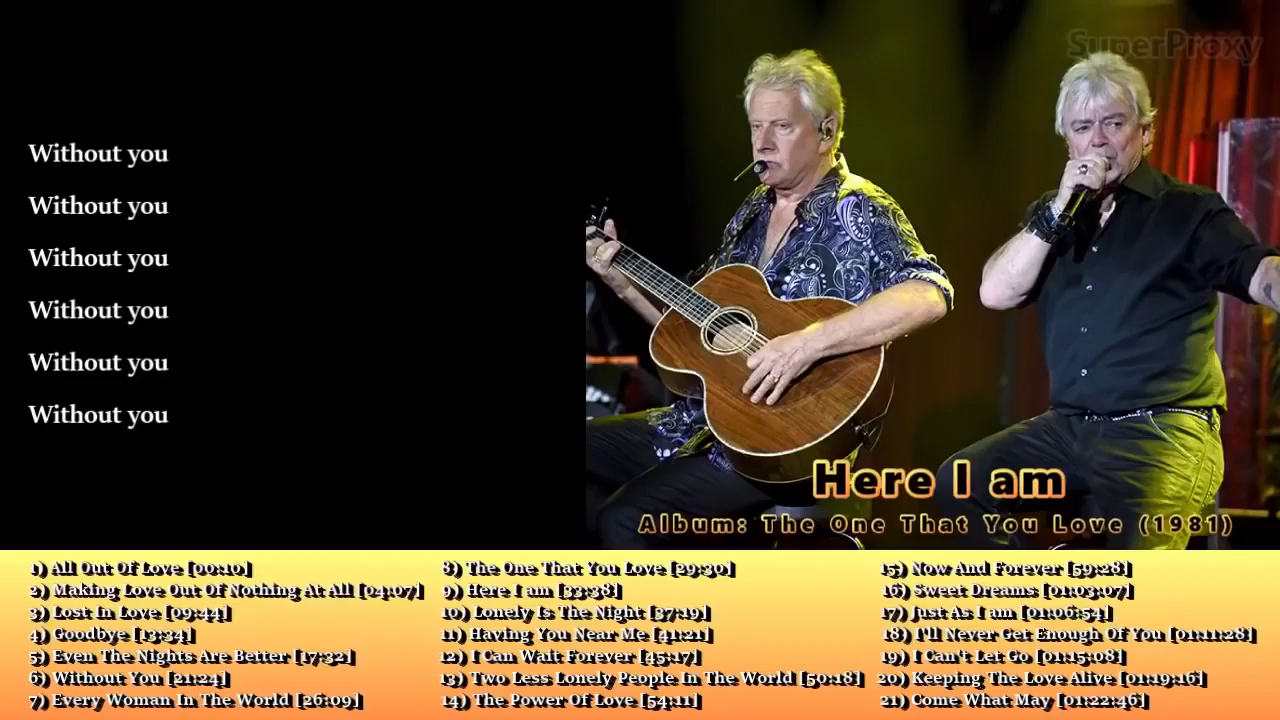 SuperProxy
Without you
Without you
Without you
Without you
Without you
Without you
Here I am
Album: The One That You Love (1981)
1) All Out Of Love [00:10]
2) Making Love Out Of Nothing At All [04:07]
3) Lost In Love [09:44]
4) Goodbye [13:34]
5) Even The Nights Are Better [17:32]
6) Without You [21:24]
7) Every Woman In The World [26:09]
8) The One That You Love [29:30]
9) Here I am [33:38]
10) Lonely Is The Night [37:19]
11) Having You Near Me [41:21]
12) I Can Wait Forever [45:17]
13) Two Less Lonely People In The World [50:18]
14) The Power Of Love [54:11]
15) Now And Forever [59:28]
16) Sweet Dreams [01:03:07]
17) Just As I am [01:06:54]
18) I'll Never Get Enough Of You [01:11:28]
19) I Can't Let Go [01:15:08]
20) Keeping The Love Alive [01:19:16]
21) Come What May [01:22:46]